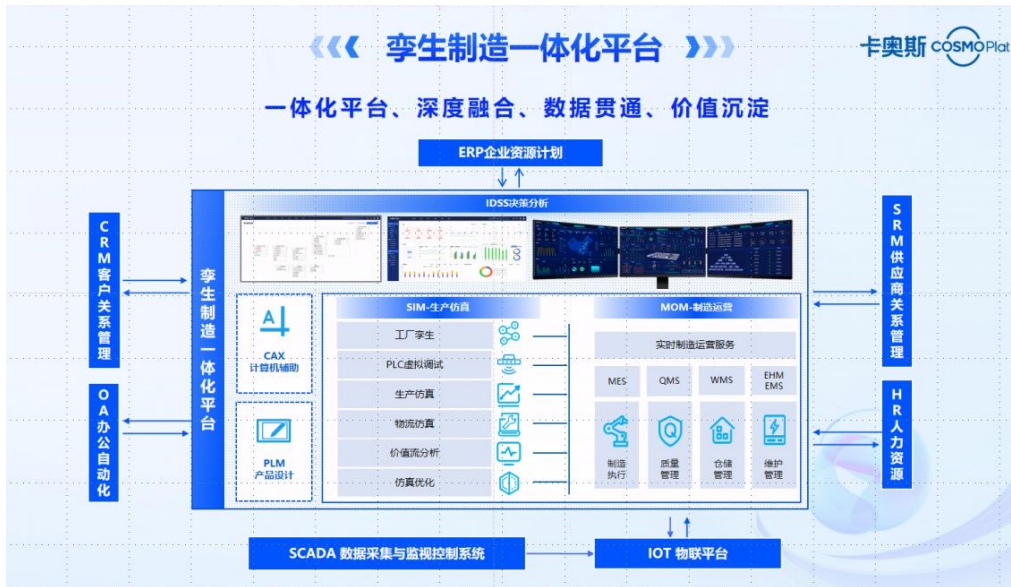 孪生制造一体化平台
卡奥斯 COSMOPlat
一体化平台、深度融合、数据贯通、价值沉淀
ERP企业资源计划
IDSS决策分析
CRM客户关系管理
OA办公自动化
孪生制造一体化平台
CAX
计算机辅助
PLM
产品设计
SIM-生产仿真
工厂孪生
PLC虚拟调试
生产仿真
物流仿真
价值流分析
仿真优化
MOM-制造运营
实时制造运营服务
MES
QMS
WMS
EHM
EMS
制造
执行
质量
管理
仓储
管理
维护
管理
SRM供应商关系管理
HR人力资源
SCADA 数据采集与监视控制系统
IOT 物联平台